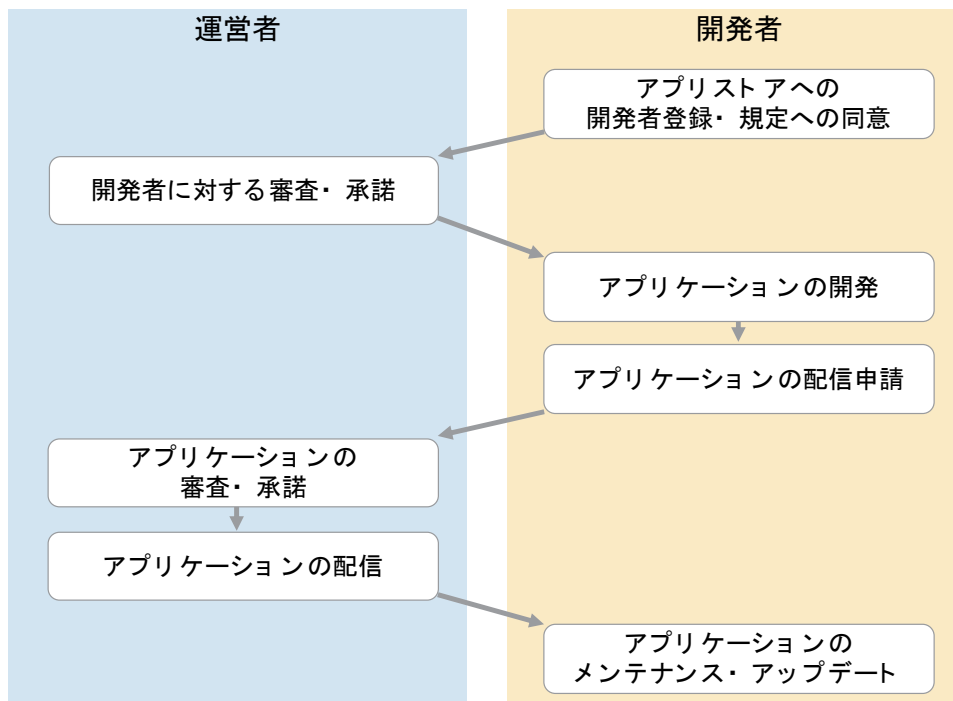 運営者
開発者
アプリストアへの
開発者登録・規定への同意
開発者に対する審査・承諾
アプリケーションの開発
アプリケーションの配信申請
アプリケーションの
審査・承諾
アプリケーションの配信
アプリケーションの
メンテナンス・アップデート